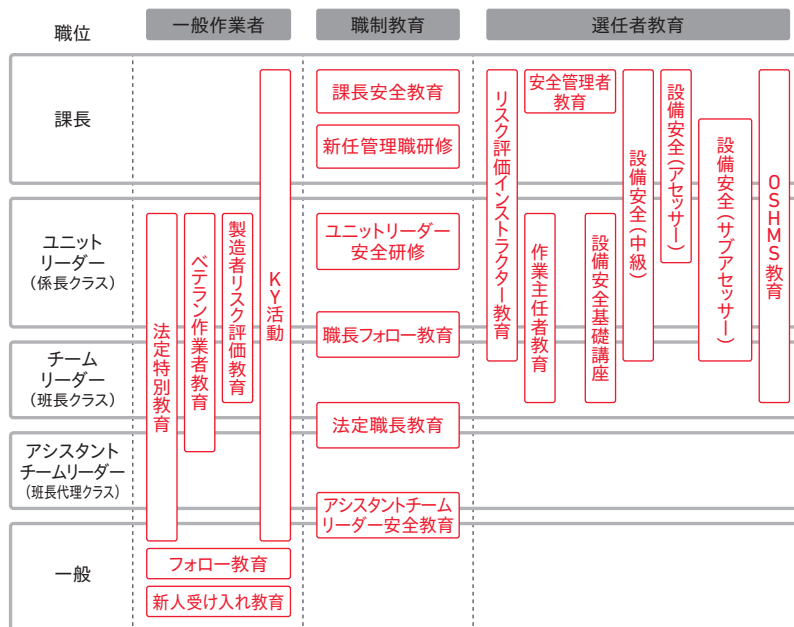 職位
一般作業者
職制教育
選任者教育
課長
ユニット
リーダー
(係長クラス)
チーム
リーダー
(班長クラス)
アシスタント
チームリーダー
(班長代理クラス)
一般
法定特別教育
ベテラン作業者教育
製造者リスク評価教育
KY活動
フォロー教育
新人受け入れ教育
課長安全教育
新任管理職研修
ユニットリーダー
安全研修
職長フォロー教育
法定職長教育
アシスタントチーム
リーダー安全教育
リスク評価インストラクター教育
安全管理者
教育
作業主任者教育
設備安全基礎講座
設備安全(中級)
設備安全(アセッサー)
設備安全(サブアセッサー)
OSHMS教育